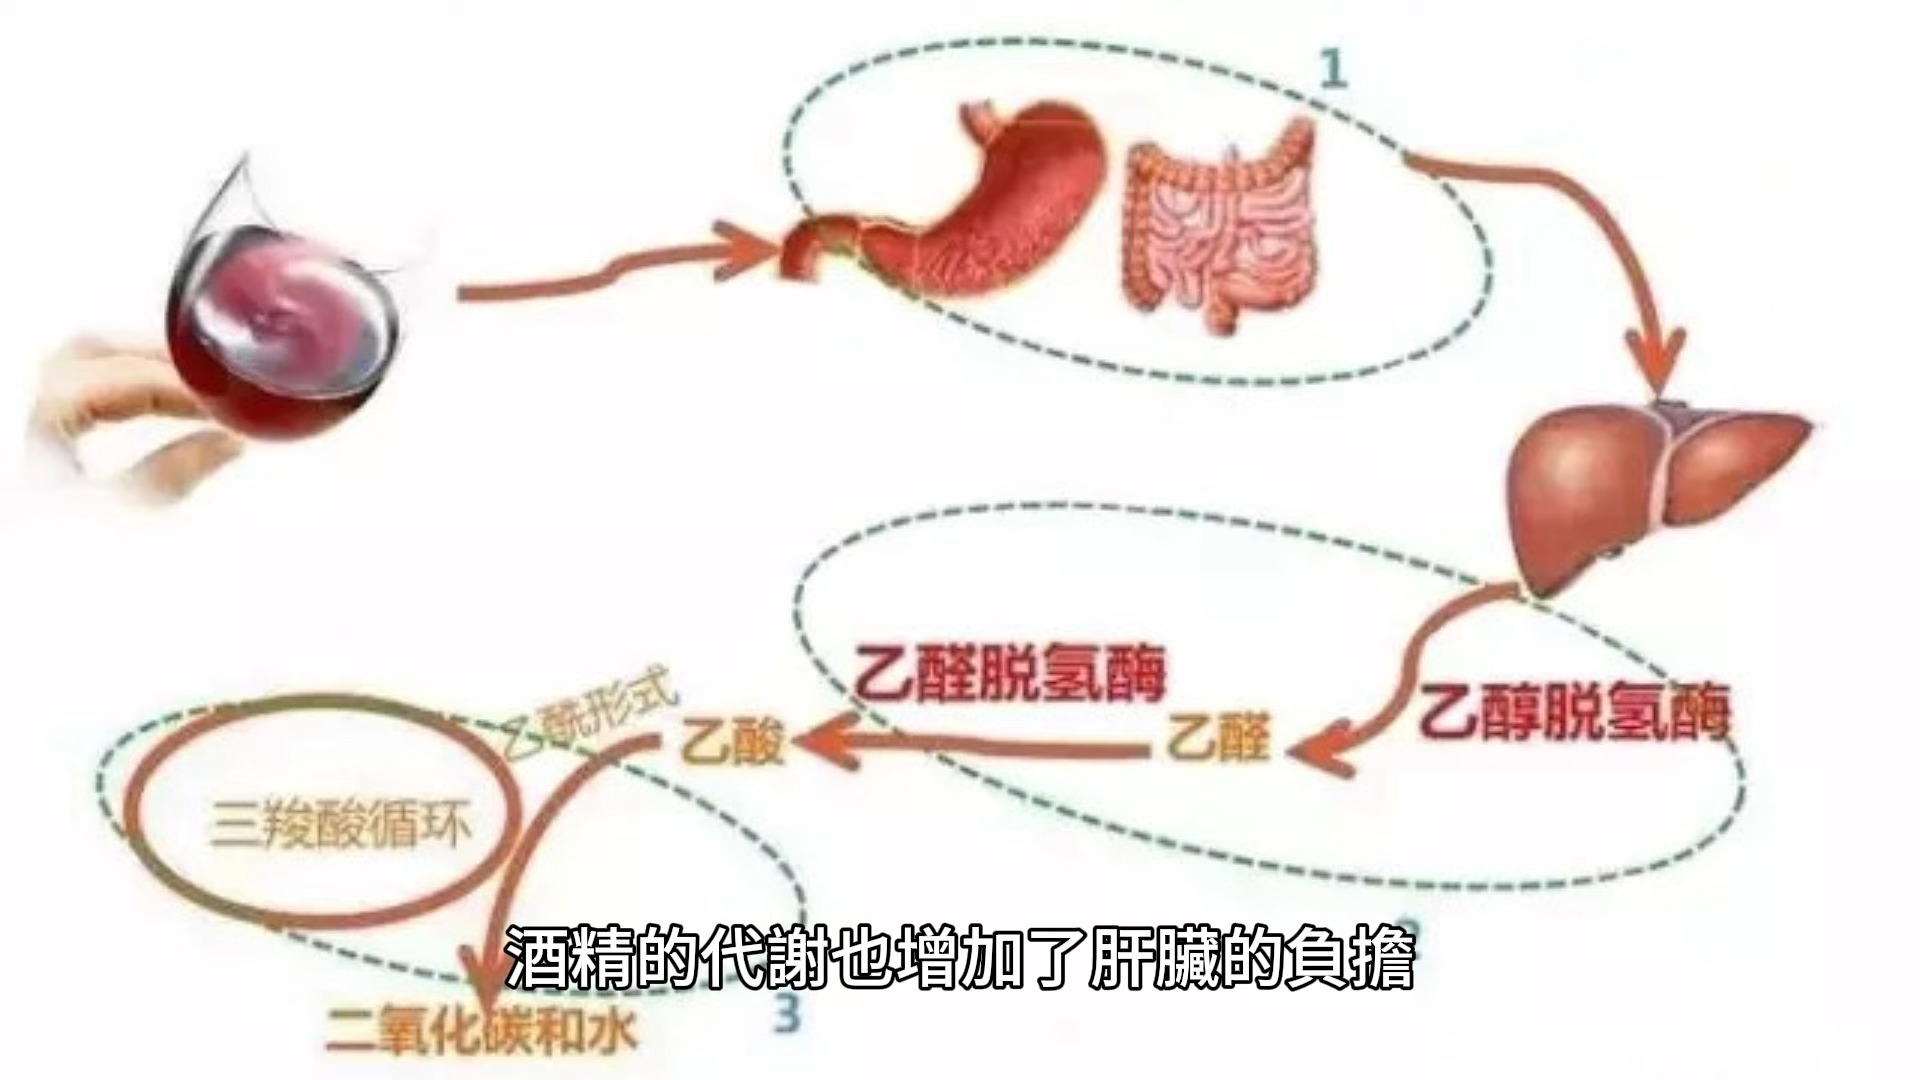 1
乙醛脱氢酶
乙醇脱氢酶
乙酰形式
乙酸
乙醛
三羧酸循环
酒精的代謝也增加了肝臟的負擔
3
二氧化碳和水